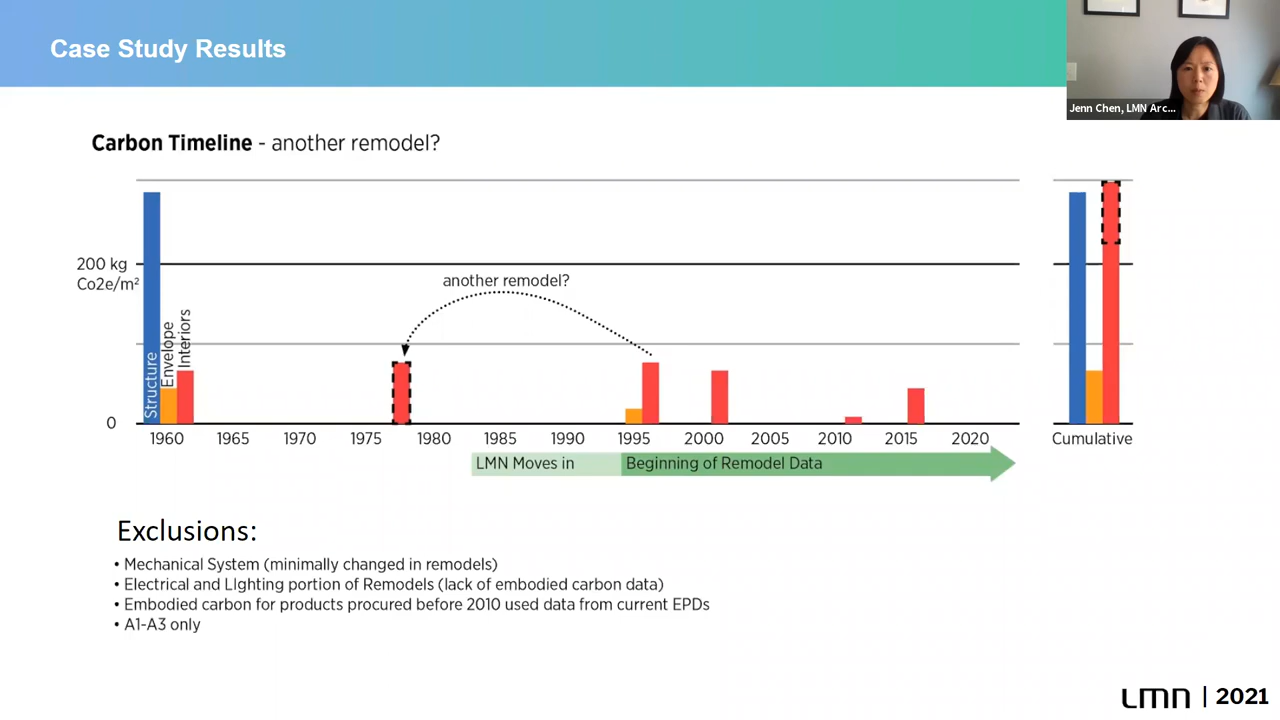 Case Study Results
Jenn Chen, LMN Arc...
Carbon Timeline - another remodel?
200 kg
Co2e/m²
another remodel?
Structure
Envelope
Interiors
0
1960 1965 1970 1975 1980 1985 1990 1995 2000 2005 2010 2015 2020 Cumulative
LMN Moves in Beginning of Remodel Data
Exclusions:
• Mechanical System (minimally changed in remodels)
• Electrical and LIghting portion of Remodels (lack of embodied carbon data)
• Embodied carbon for products procured before 2010 used data from current EPDs
• A1-A3 only
LMN | 2021